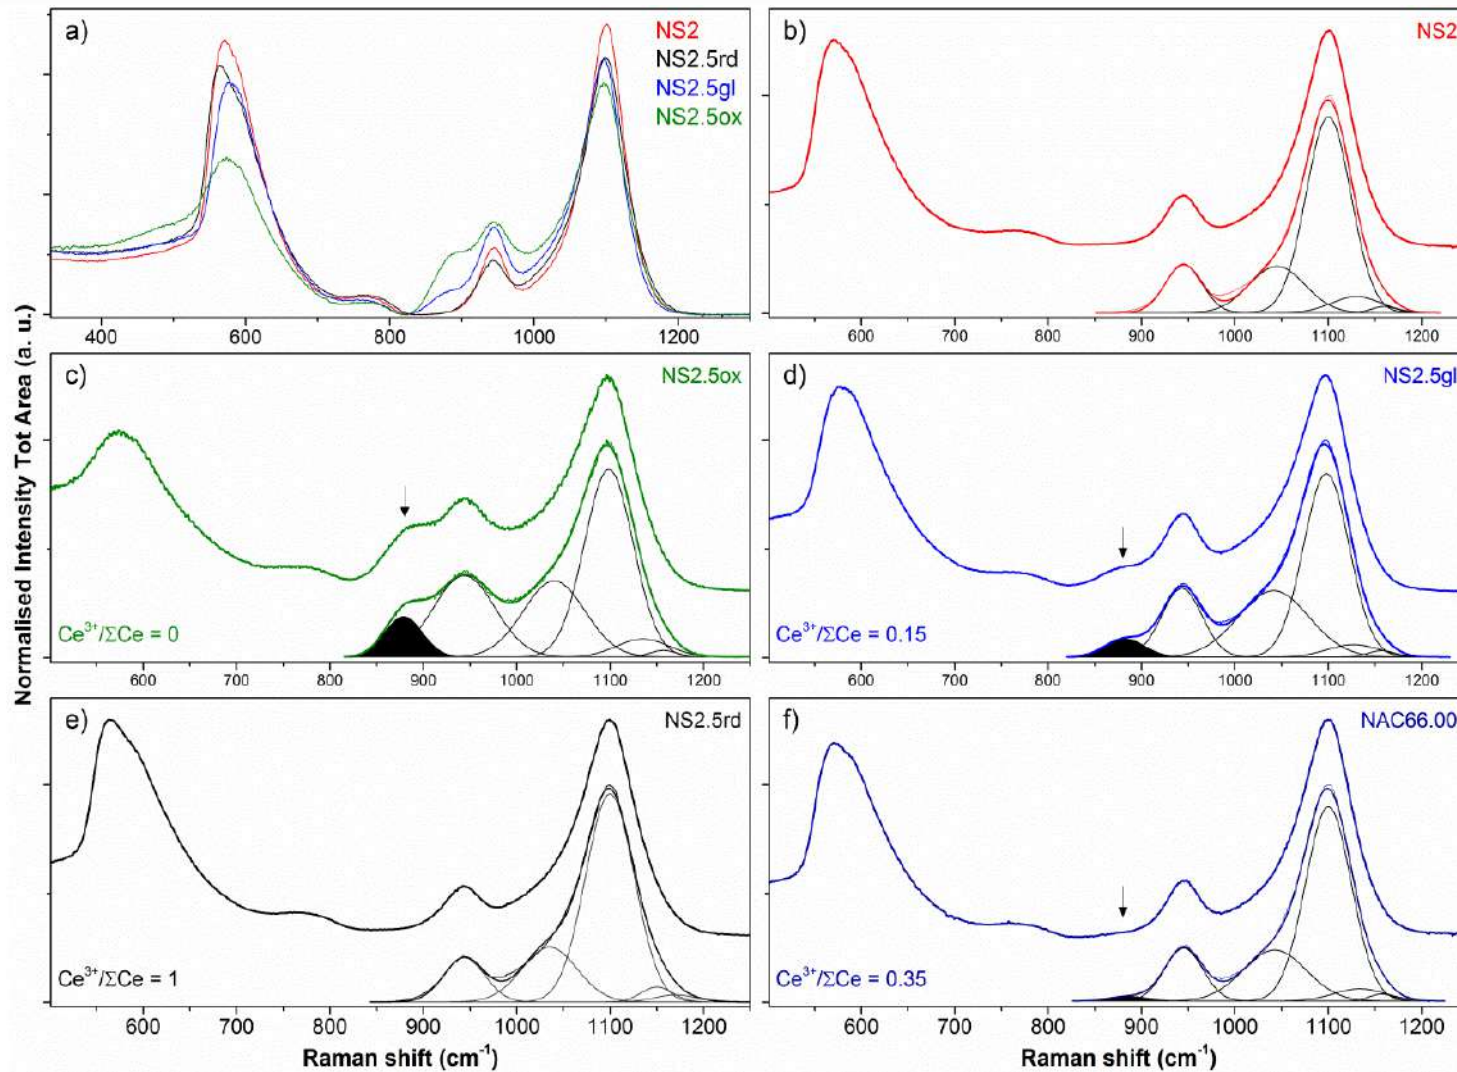 a)
NS2
NS2.5rd
NS2.5gl
NS2.5ox
400 600 800 1000 1200
b)
NS2
500 600 700 800 900 1000 1100 1200
c)
NS2.5ox
Ce³⁺/ΣCe = 0
600 700 800 900 1000 1100 1200
d)
NS2.5gl
Ce³⁺/ΣCe = 0.15
600 700 800 900 1000 1100 1200
e)
NS2.5rd
Ce³⁺/ΣCe = 1
600 700 800 900 1000 1100 1200
f)
NAC66.00
Ce³⁺/ΣCe = 0.35
600 700 800 900 1000 1100 1200
Normalised Intensity Tot Area (a. u.)
Raman shift (cm⁻¹)
Raman shift (cm⁻¹)